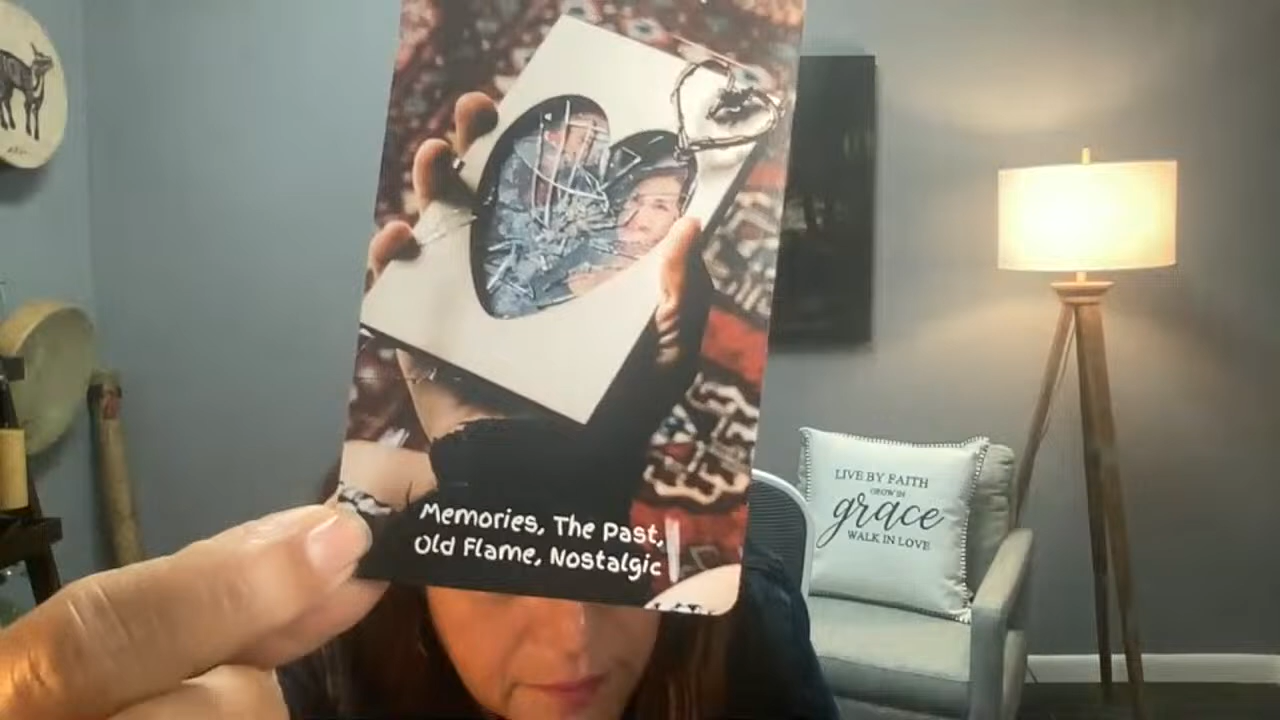 Memories, The Past,
Old Flame, Nostalgic
LIVE BY FAITH
GROW IN
grace
WALK IN LOVE